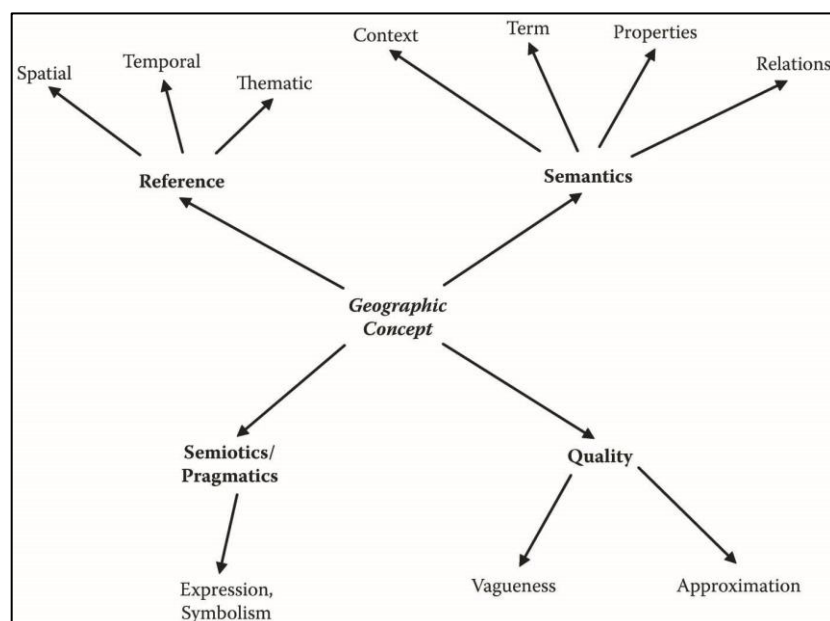 Context
Term
Properties
Spatial
Temporal
Thematic
Relations
Reference
Semantics
Geographic
Concept
Semiotics/
Pragmatics
Quality
Expression,
Symbolism
Vagueness
Approximation